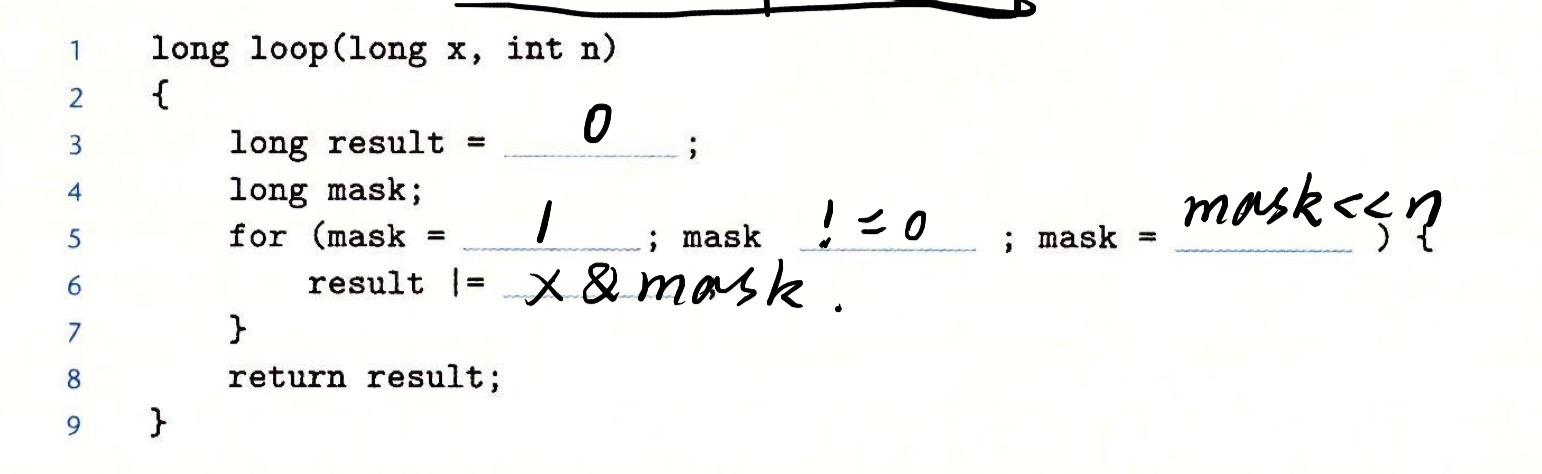 1 long loop(long x, int n)
2 {
3 long result = 0 ;
4 long mask;
5 for (mask = 1 ; mask != 0 ; mask = mask<<n ) {
6 result |= x & mask .
7 }
8 return result;
9 }